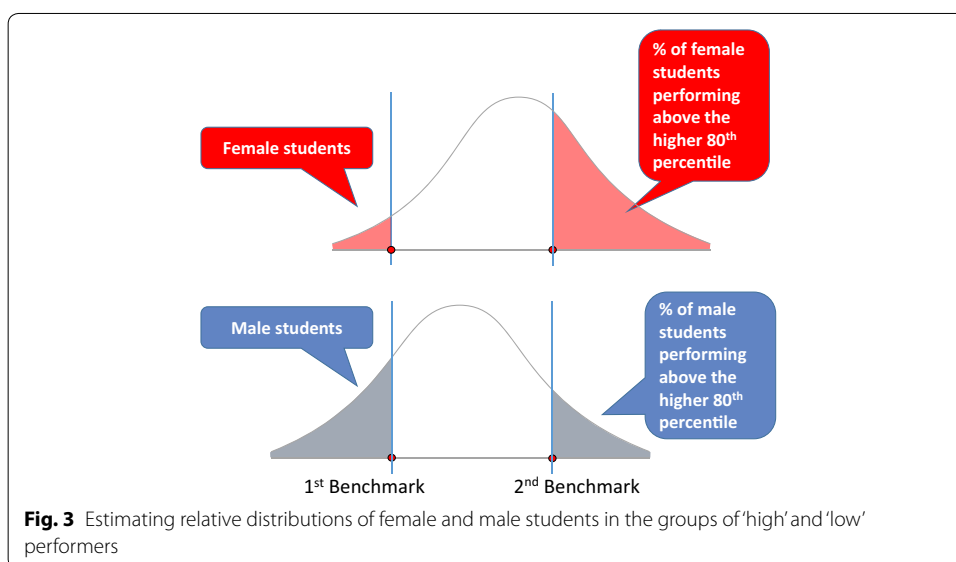 % of female
students
performing
above the
higher 80th
percentile
Female students
Male students
% of male
students
performing
above the
higher 80th
percentile
1st Benchmark 2nd Benchmark
Fig. 3 Estimating relative distributions of female and male students in the groups of ‘high’ and ‘low’
performers